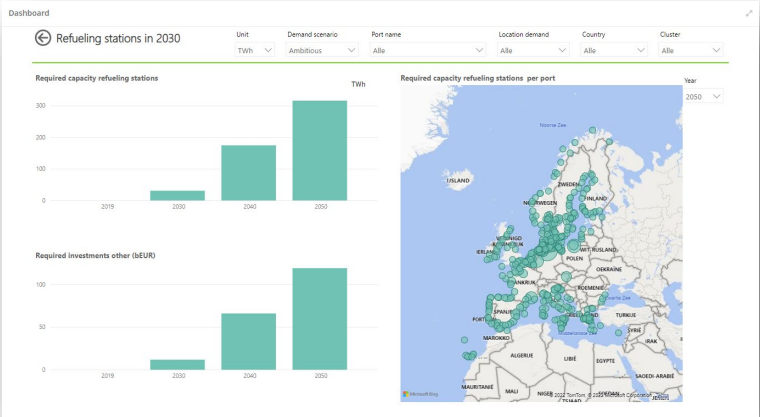 Dashboard
Refueling stations in 2030
Unit
TWh
Demand scenario
Ambitious
Port name
Alle
Location demand
Alle
Country
Alle
Cluster
Alle
Required capacity refueling stations
TWh
300
200
100
0
2019
2030
2040
2050
Required investments other (bEUR)
100
50
0
2019
2030
2040
2050
Required capacity refueling stations per port
Year
2050
Noorse Zee
IJSLAND
ZWEDEN
FINLAND
WIT-RUSLAND
POLEN
OEKRAÏNE
SPANJE
TURKIJE
SYRIË
IRAK
MAROKKO
ALGERIJE
LIBIË
EGYPTE
SAOEDI-ARABIË
MAURITANIË
MALI
NIGER
Microsoft Bing
© 2022 TomTom, © 2022 Microsoft Corporation